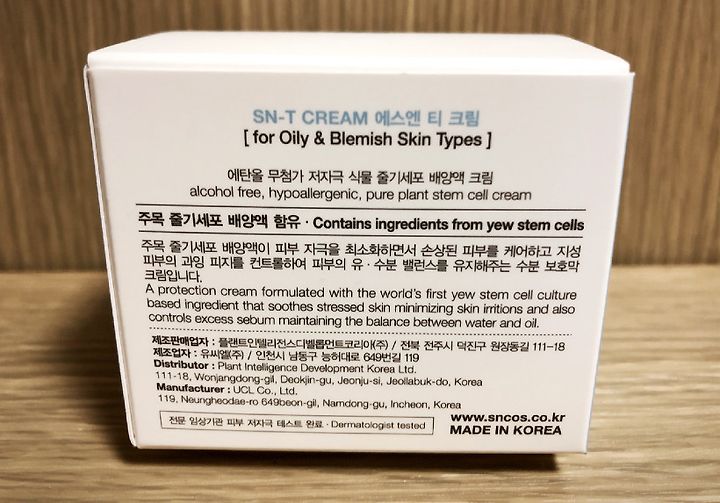 SN-T CREAM 에스엔 티 크림
[ for Oily & Blemish Skin Types ]
에탄올 무첨가 저자극 식물 줄기세포 배양액 크림
alcohol free, hypoallergenic, pure plant stem cell cream
주목 줄기세포 배양액 함유 · Contains ingredients from yew stem cells
주목 줄기세포 배양액이 피부 자극을 최소화하면서 손상된 피부를 케어하고 지성
피부의 과잉 피지를 컨트롤하여 피부의 유 · 수분 밸런스를 유지해주는 수분 보호막
크림입니다.
A protection cream formulated with the world's first yew stem cell culture
based ingredient that soothes stressed skin minimizing skin irritions and also
controls excess sebum maintaining the balance between water and oil.
제조판매업자 : 플랜트인텔리전스디벨롭먼트코리아(주) / 전북 전주시 덕진구 원장동길 111-18
제조업자 : 유씨엘(주) / 인천시 남동구 능허대로 649번길 119
Distributor : Plant Intelligence Development Korea Ltd.
111-18, Wonjangdong-gil, Deokjin-gu, Jeonju-si, Jeollabuk-do, Korea
Manufacturer : UCL Co., Ltd.
119, Neungheodae-ro 649beon-gil, Namdong-gu, Incheon, Korea
전문 임상기관 피부 저자극 테스트 완료 · Dermatologist tested
www.sncos.co.kr
MADE IN KOREA